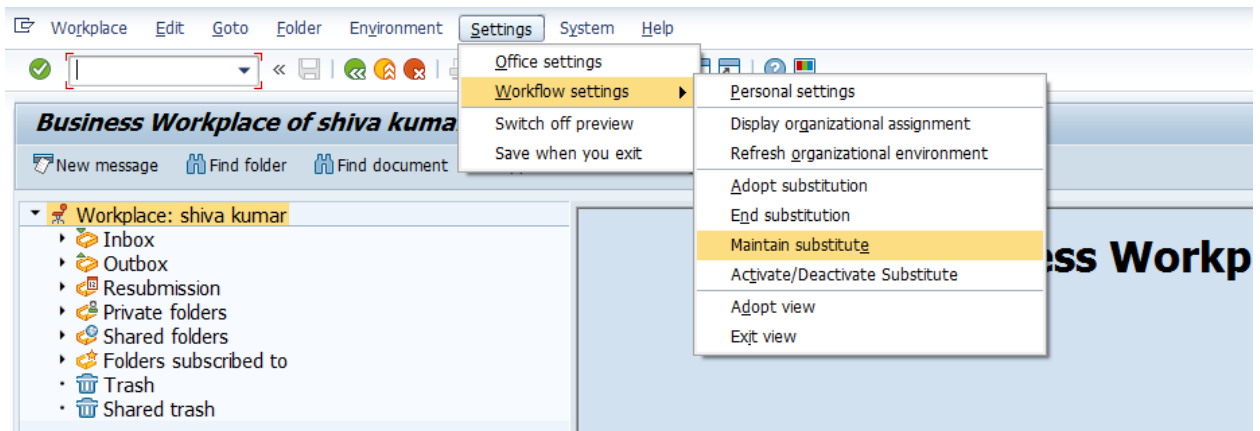 Workplace Edit Goto Folder Environment Settings System Help
Office settings
Workflow settings
Switch off preview
Save when you exit
Personal settings
Display organizational assignment
Refresh organizational environment
Adopt substitution
End substitution
Maintain substitute
Activate/Deactivate Substitute
Adopt view
Exit view
Business Workplace of shiva kuma
New message Find folder Find document
Workplace: shiva kumar
Inbox
Outbox
Resubmission
Private folders
Shared folders
Folders subscribed to
Trash
Shared trash
ess Workp